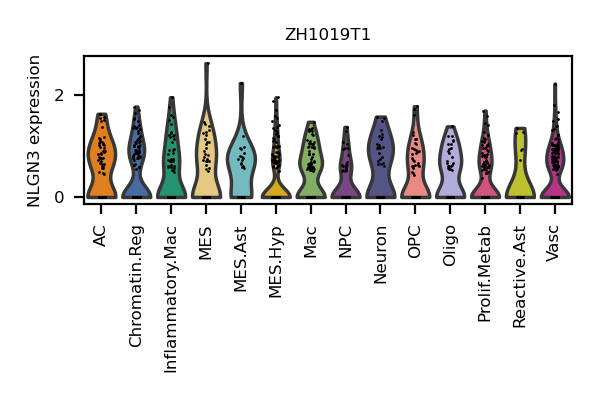 ZH1019T1
NLGN3 expression
2
0
AC
Chromatin.Reg
Inflammatory.Mac
MES
MES.Ast
MES.Hyp
Mac
NPC
Neuron
OPC
Oligo
Prolif.Metab
Reactive.Ast
Vasc